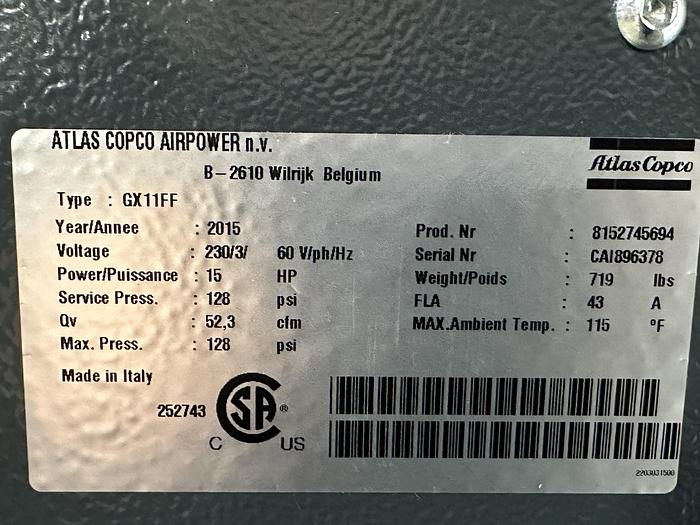 ATLAS COPCO AIRPOWER n.v.
B-2610 Wilrijk Belgium
Atlas Copco
Type : GX11FF
Year/Annee : 2015
Voltage : 230/3/ 60 V/ph/Hz
Power/Puissance : 15 HP
Service Press. : 128 psi
Qv : 52,3 cfm
Max. Press. : 128 psi
Prod. Nr : 8152745694
Serial Nr : CAI896378
Weight/Poids : 719 lbs
FLA : 43 A
MAX.Ambient Temp. : 115 °F
Made in Italy
252743
SA ®
C US
2203031500